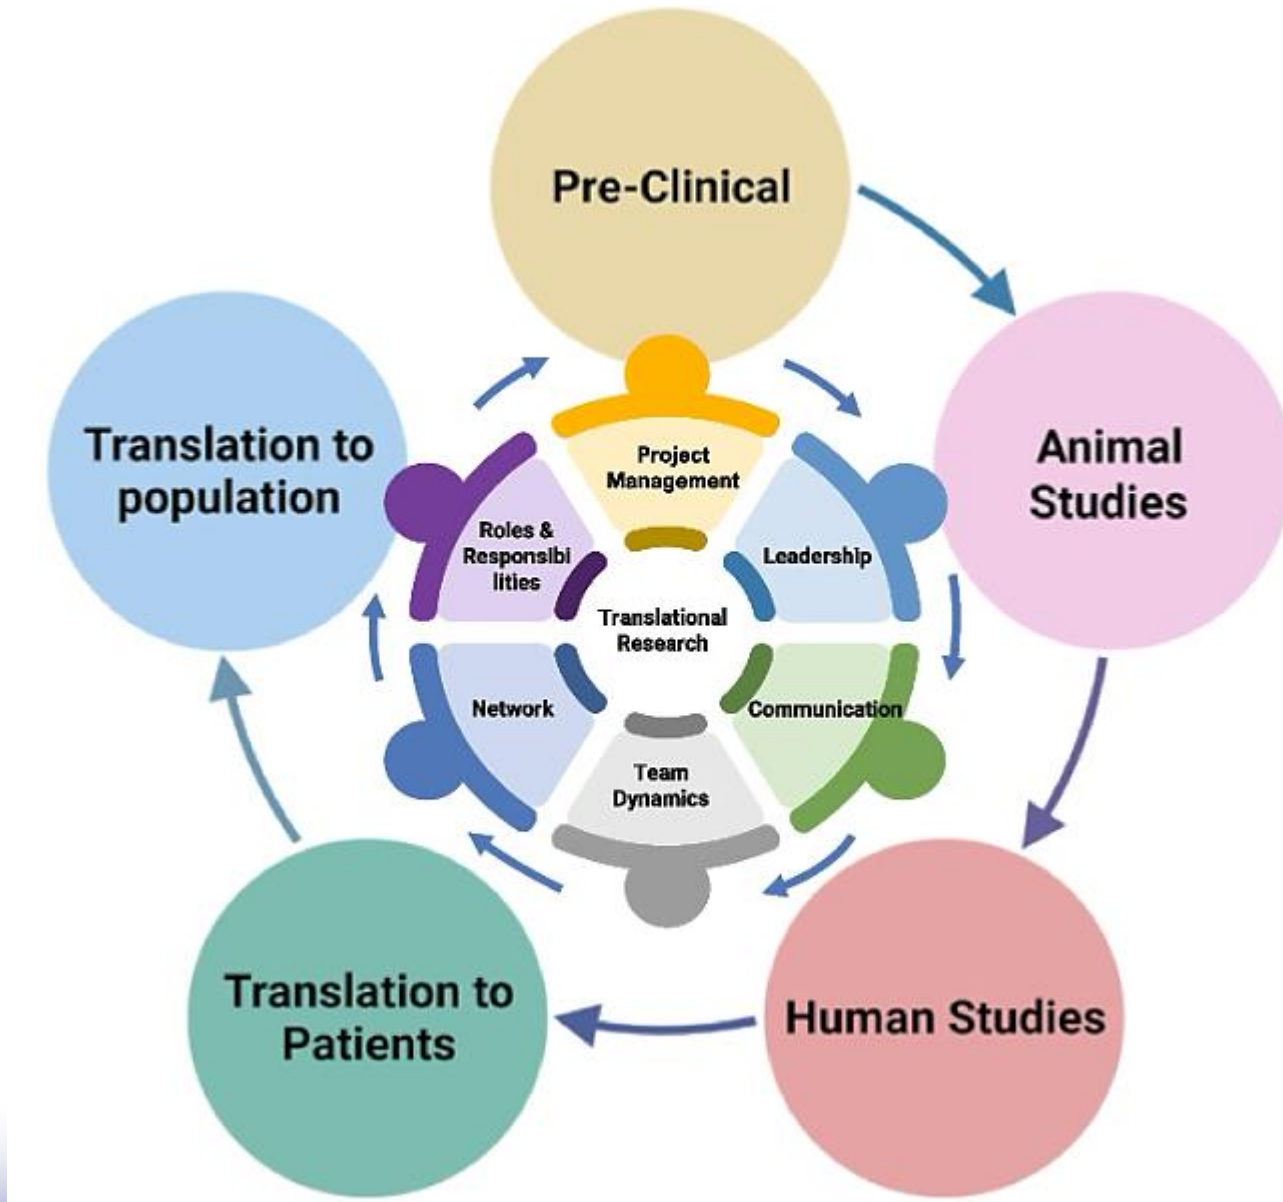 Pre-Clinical
Animal
Studies
Human Studies
Translation to
Patients
Translation to
population
Project
Management
Leadership
Communication
Team
Dynamics
Network
Roles &
Responsibi
lities
Translational
Research